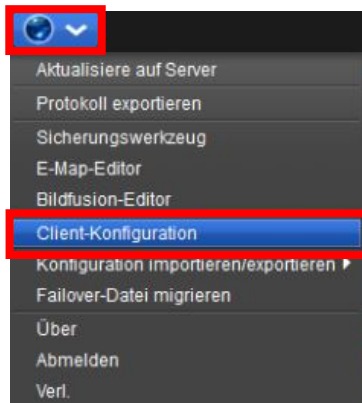 Aktualisiere auf Server
Protokoll exportieren
Sicherungswerkzeug
E-Map-Editor
Bildfusion-Editor
Client-Konfiguration
Konfiguration importieren/exportieren
Failover-Datei migrieren
Über
Abmelden
Verl.